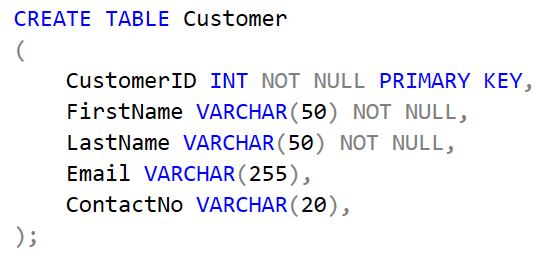 CREATE TABLE Customer
(
    CustomerID INT NOT NULL PRIMARY KEY,
    FirstName VARCHAR(50) NOT NULL,
    LastName VARCHAR(50) NOT NULL,
    Email VARCHAR(255),
    ContactNo VARCHAR(20),
);